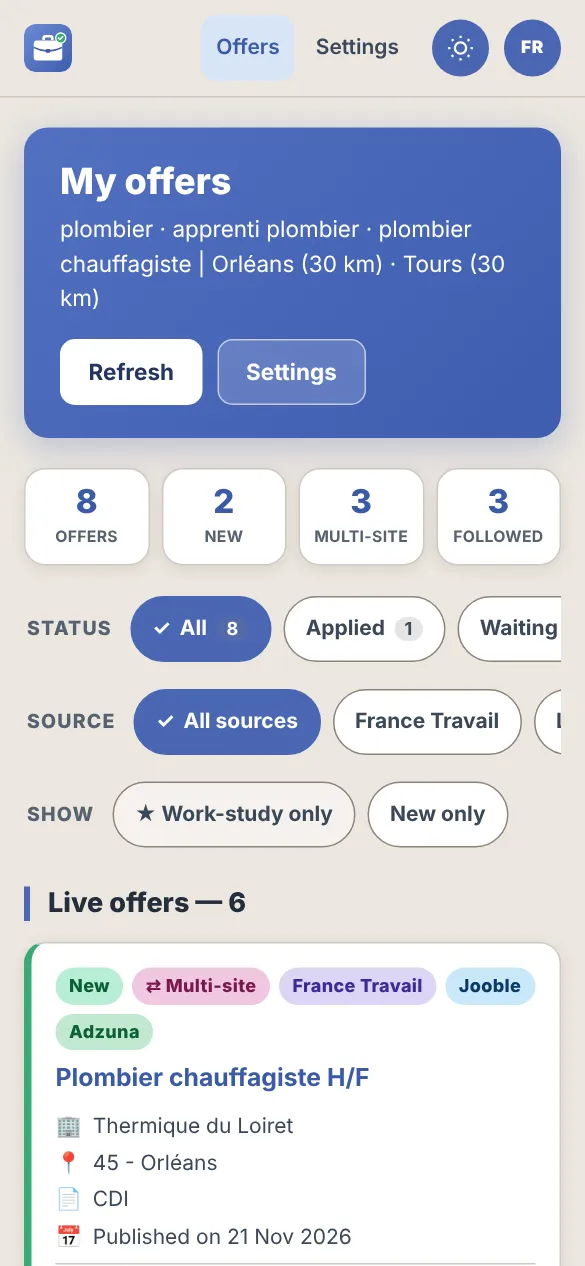 Offers Settings FR
My offers
plombier · apprenti plombier · plombier
chauffagiste | Orléans (30 km) · Tours (30
km)
Refresh Settings
8 2 3 3
OFFERS NEW MULTI-SITE FOLLOWED
STATUS ✓ All 8 Applied 1 Waiting
SOURCE ✓ All sources France Travail
SHOW ★ Work-study only New only
Live offers — 6
New ⇄ Multi-site France Travail Jooble
Adzuna
Plombier chauffagiste H/F
Thermique du Loiret
45 - Orléans
CDI
Published on 21 Nov 2026